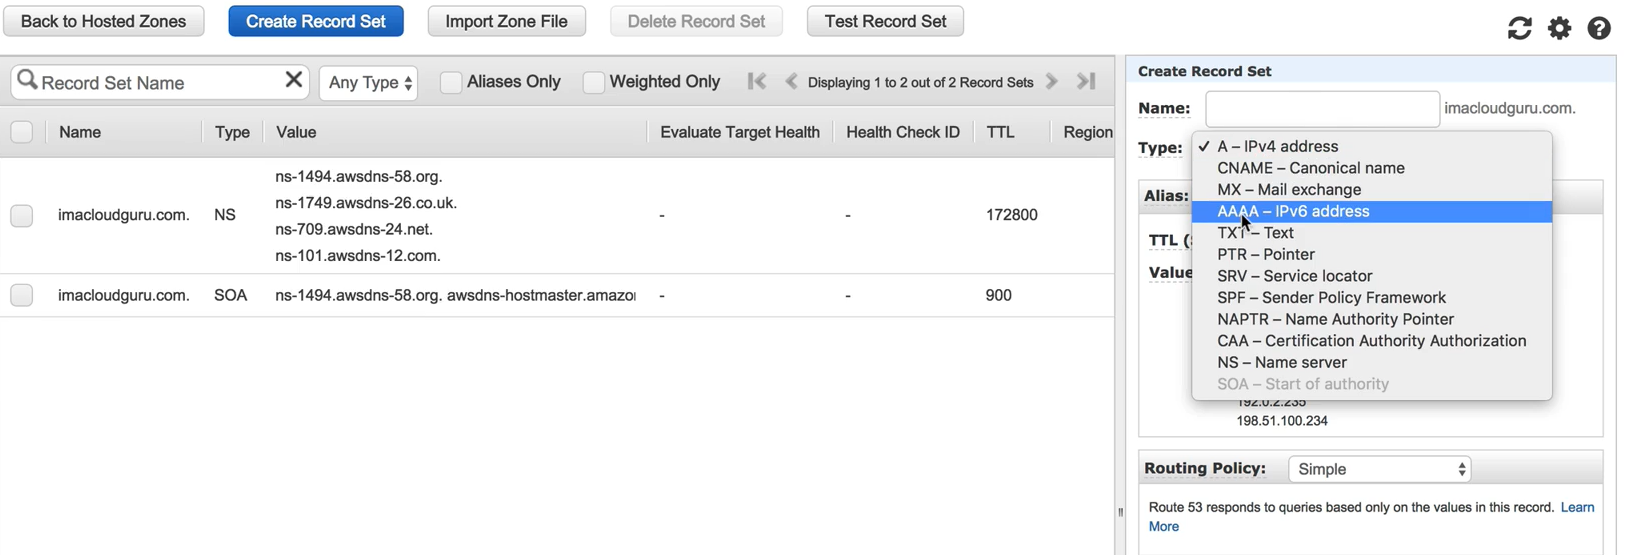 Back to Hosted Zones Create Record Set Import Zone File Delete Record Set Test Record Set
Record Set Name Any Type Aliases Only Weighted Only Displaying 1 to 2 out of 2 Record Sets
Name Type Value Evaluate Target Health Health Check ID TTL Region
imacloudguru.com. NS
ns-1494.awsdns-58.org.
ns-1749.awsdns-26.co.uk.
ns-709.awsdns-24.net.
ns-101.awsdns-12.com.
- - 172800
imacloudguru.com. SOA ns-1494.awsdns-58.org. awsdns-hostmaster.amazo - - 900
Create Record Set
Name: imacloudguru.com.
Type:
✓ A – IPv4 address
CNAME – Canonical name
MX – Mail exchange
AAAA – IPv6 address
TXT – Text
PTR – Pointer
SRV – Service locator
SPF – Sender Policy Framework
NAPTR – Name Authority Pointer
CAA – Certification Authority Authorization
NS – Name server
SOA – Start of authority
Alias:
TTL (
Value
192.0.2.235
198.51.100.234
Routing Policy: Simple
Route 53 responds to queries based only on the values in this record. Learn
More